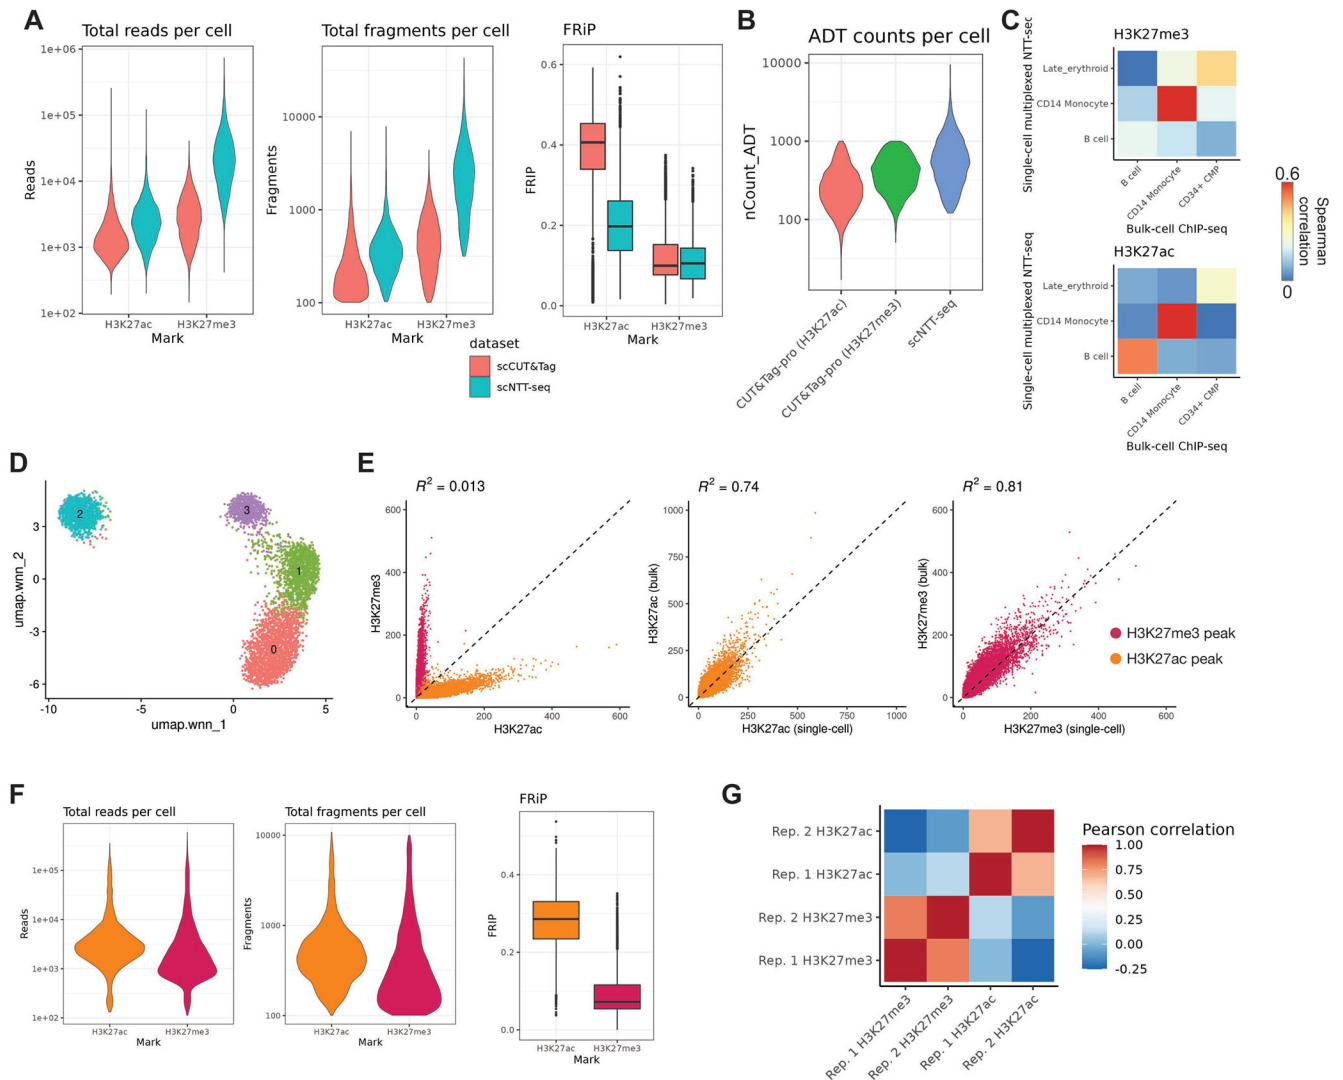 A
Total reads per cell
1e+06
1e+05
1e+04
1e+03
1e+02
Reads
H3K27ac
H3K27me3
Mark
Total fragments per cell
10000
1000
100
Fragments
H3K27ac
H3K27me3
Mark
FRiP
0.6
0.4
0.2
0.0
FRIP
H3K27ac
H3K27me3
Mark
dataset
scCUT&Tag
scNTT-seq
B
ADT counts per cell
10000
1000
100
nCount_ADT
CUT&Tag-pro (H3K27ac)
CUT&Tag-pro (H3K27me3)
scNTT-seq
C
H3K27me3
Single-cell multiplexed NTT-sec
Late_erythroid
CD14 Monocyte
B cell
B cell
CD14 Monocyte
CD34+ CMP
Bulk-cell ChIP-seq
H3K27ac
Single-cell multiplexed NTT-seq
Late_erythroid
CD14 Monocyte
B cell
B cell
CD14 Monocyte
CD34+ CMP
Bulk-cell ChIP-seq
0.6
0
Spearman
correlation
D
3
0
-3
-6
umap.wnn_2
2
3
1
0
-10
-5
0
5
umap.wnn_1
E
R² = 0.013
600
400
200
0
H3K27me3
0
200
400
600
H3K27ac
R² = 0.74
1000
750
500
250
0
H3K27ac (bulk)
0
250
500
750
1000
H3K27ac (single-cell)
R² = 0.81
600
400
200
0
H3K27me3 (bulk)
0
200
400
600
H3K27me3 (single-cell)
H3K27me3 peak
H3K27ac peak
F
Total reads per cell
1e+05
1e+04
1e+03
1e+02
Reads
H3K27ac
H3K27me3
Mark
Total fragments per cell
10000
1000
100
Fragments
H3K27ac
H3K27me3
Mark
FRiP
0.4
0.2
0.0
FRiP
H3K27ac
H3K27me3
Mark
G
Rep. 2 H3K27ac
Rep. 1 H3K27ac
Rep. 2 H3K27me3
Rep. 1 H3K27me3
Rep. 1 H3K27me3
Rep. 2 H3K27me3
Rep. 1 H3K27ac
Rep. 2 H3K27ac
Pearson correlation
1.00
0.75
0.50
0.25
0.00
-0.25